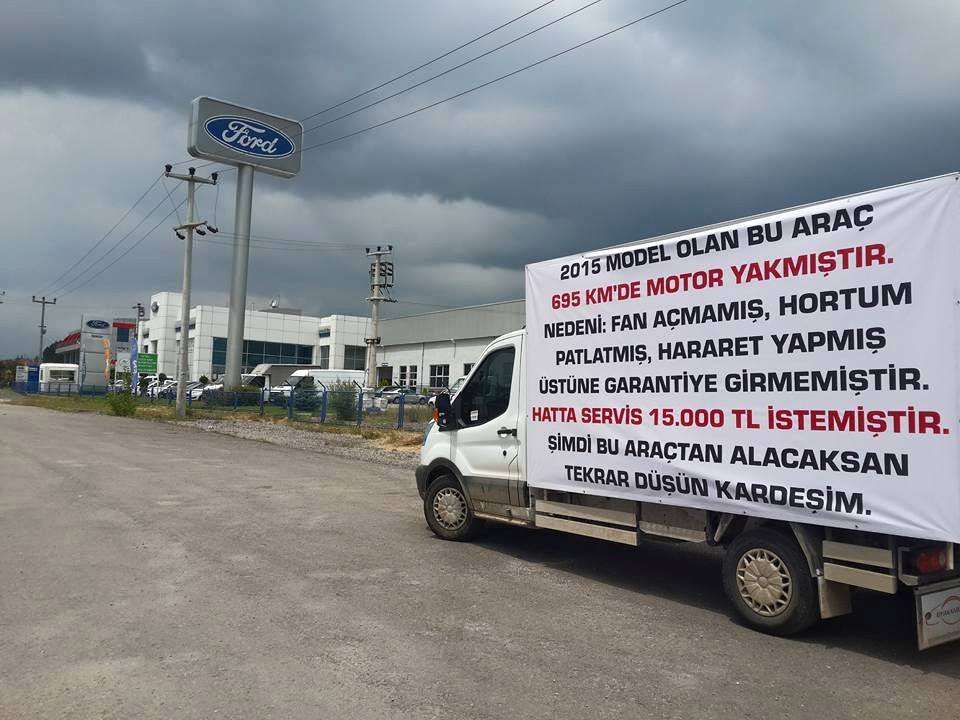 Ford
Ford
2015 MODEL OLAN BU ARAÇ
695 KM'DE MOTOR YAKMIŞTIR.
NEDENİ: FAN AÇMAMIŞ, HORTUM
PATLATMIŞ, HARARET YAPMIŞ
ÜSTÜNE GARANTİYE GİRMEMİŞTİR.
HATTA SERVİS 15.000 TL İSTEMİŞTİR.
ŞİMDİ BU ARAÇTAN ALACAKSAN
TEKRAR DÜŞÜN KARDEŞİM.